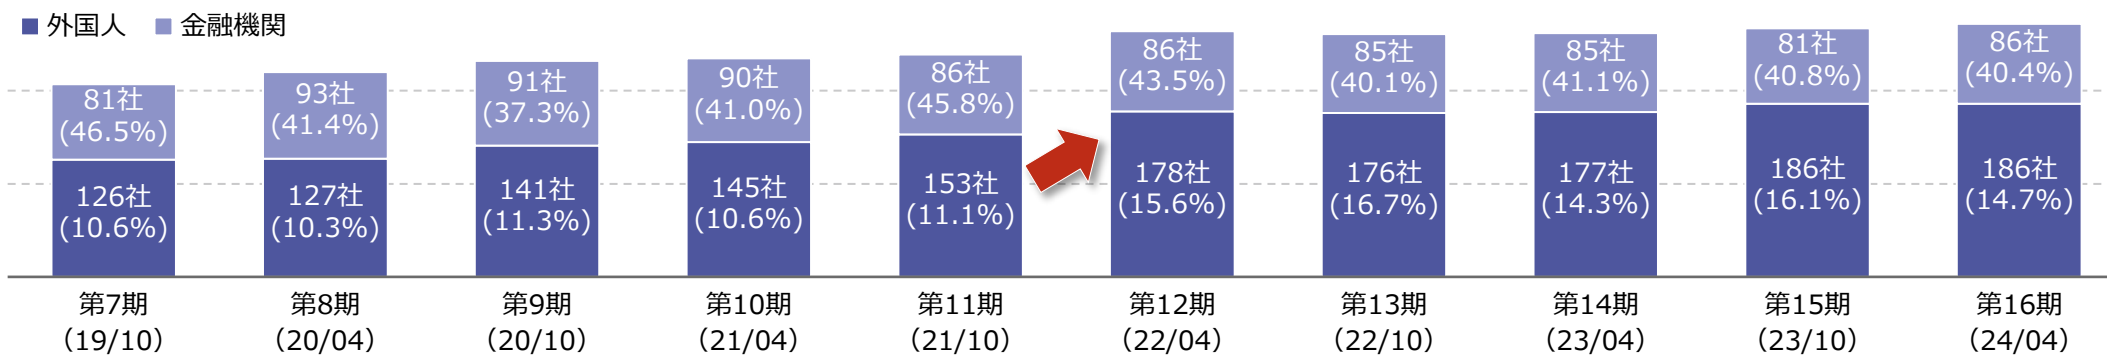 外国人 金融機関
81社
(46.5%)
126社
(10.6%)
93社
(41.4%)
127社
(10.3%)
91社
(37.3%)
141社
(11.3%)
90社
(41.0%)
145社
(10.6%)
86社
(45.8%)
153社
(11.1%)
86社
(43.5%)
178社
(15.6%)
85社
(40.1%)
176社
(16.7%)
85社
(41.1%)
177社
(14.3%)
81社
(40.8%)
186社
(16.1%)
86社
(40.4%)
186社
(14.7%)
第7期
（19/10）
第8期
（20/04）
第9期
（20/10）
第10期
（21/04）
第11期
（21/10）
第12期
（22/04）
第13期
（22/10）
第14期
（23/04）
第15期
（23/10）
第16期
（24/04）